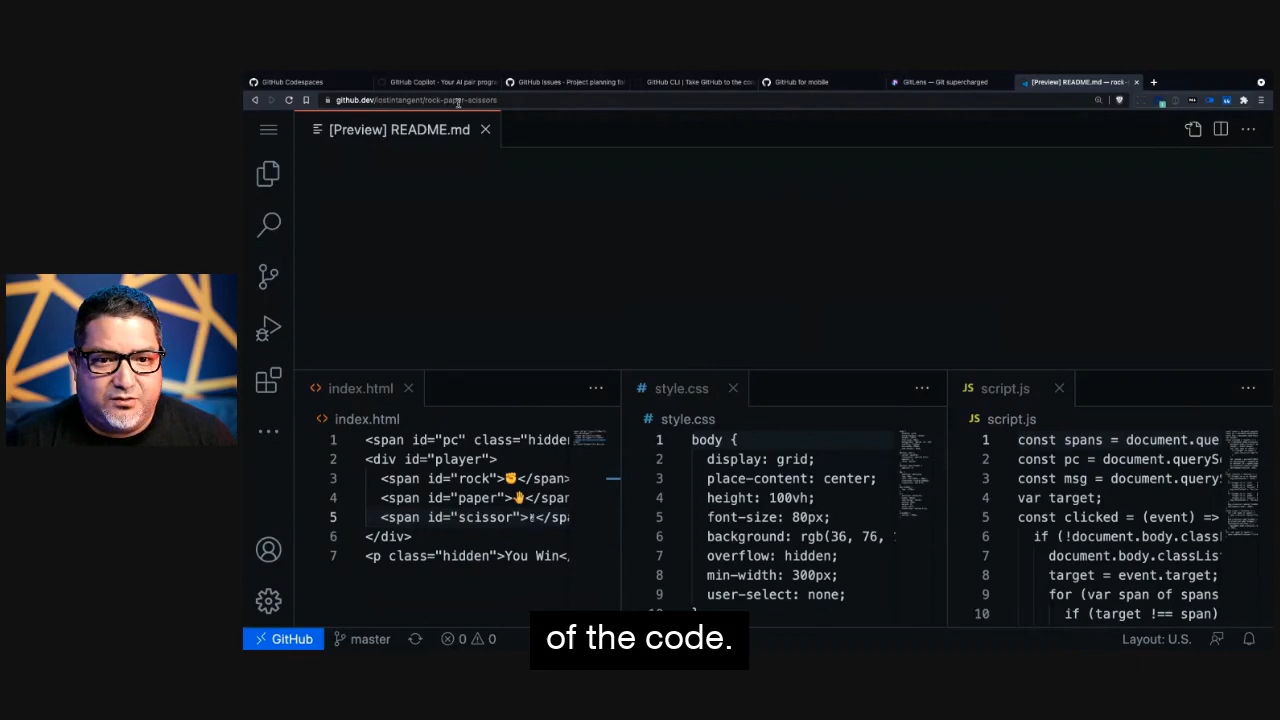 GitHub Codespaces
GitHub Copilot - Your AI pair progra
GitHub Issues - Project planning for
GitHub CLI | Take GitHub to the com
GitHub for mobile
GitLens — Git supercharged
[Preview] README.md — rock-
github.dev/lostintangent/rock-paper-scissors
[Preview] README.md
index.html
style.css
script.js
index.html
1 <span id="pc" class="hidden
2 <div id="player">
3 <span id="rock">✊</span>
4 <span id="paper">🤚</span
5 <span id="scissor">✌</spa
6 </div>
7 <p class="hidden">You Win</
style.css
1 body {
2 display: grid;
3 place-content: center;
4 height: 100vh;
5 font-size: 80px;
6 background: rgb(36, 76,
7 overflow: hidden;
8 min-width: 300px;
9 user-select: none;
script.js
1 const spans = document.que
2 const pc = document.queryS
3 const msg = document.query
4 var target;
5 const clicked = (event) =>
6 if (!document.body.class
7 document.body.classLis
8 target = event.target;
9 for (var span of spans
10 if (target !== span)
of the code.
GitHub
master
0
0
Layout: U.S.